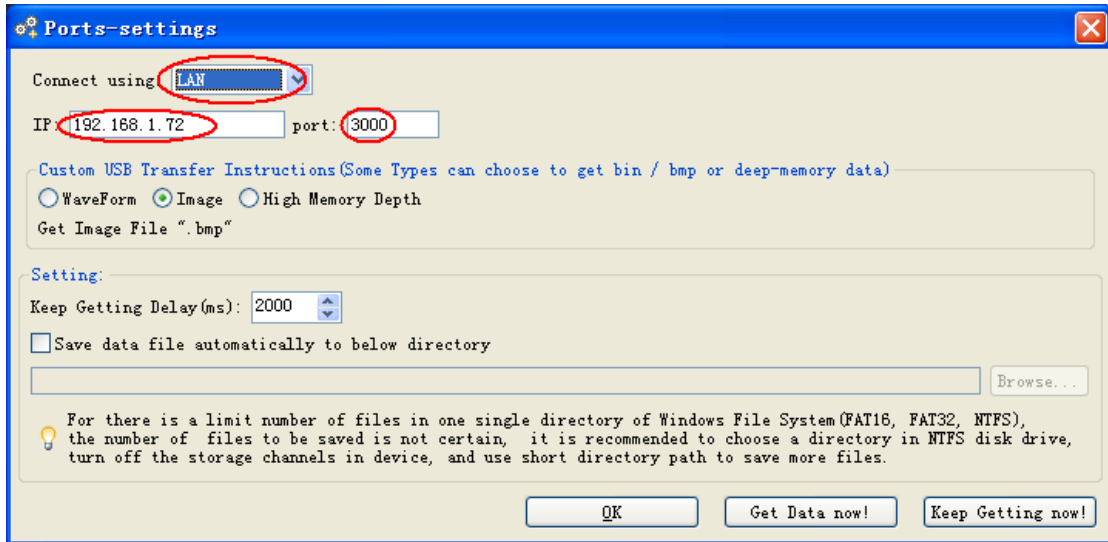 Ports-settings
Connect using LAN
IP: 192.168.1.72 port: 3000
Custom USB Transfer Instructions(Some Types can choose to get bin / bmp or deep-memory data)
WaveForm Image High Memory Depth
Get Image File ".bmp"
Setting:
Keep Getting Delay(ms): 2000
Save data file automatically to below directory
Browse...
For there is a limit number of files in one single directory of Windows File System(FAT16, FAT32, NTFS),
the number of files to be saved is not certain, it is recommended to choose a directory in NTFS disk drive,
turn off the storage channels in device, and use short directory path to save more files.
OK Get Data now! Keep Getting now!